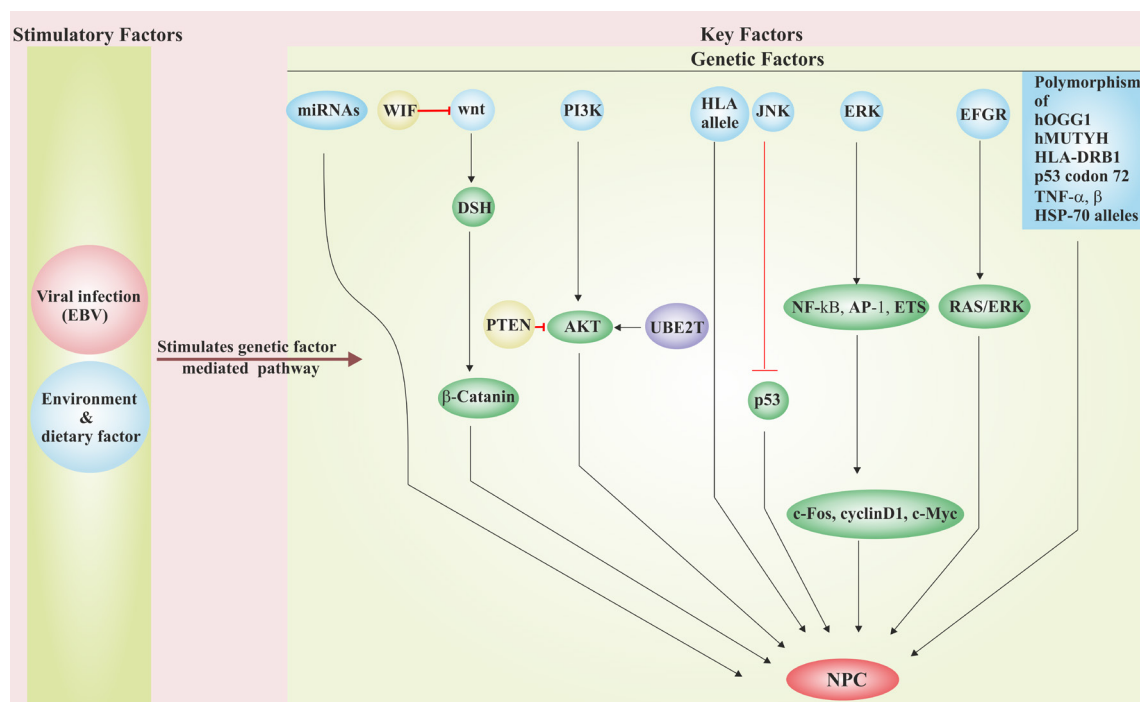 Stimulatory Factors
Key Factors
Genetic Factors
miRNAs
WIF
wnt
PI3K
HLA
allele
JNK
ERK
EFGR
Polymorphism
of
hOGG1
hMUTYH
HLA-DRB1
p53 codon 72
TNF-α, β
HSP-70 alleles
DSH
Viral infection
(EBV)
PTEN
AKT
UBE2T
NF-kB, AP-1, ETS
RAS/ERK
Stimulates genetic factor
mediated pathway
Environment
&
dietary factor
β-Catanin
p53
c-Fos, cyclinD1, c-Myc
NPC